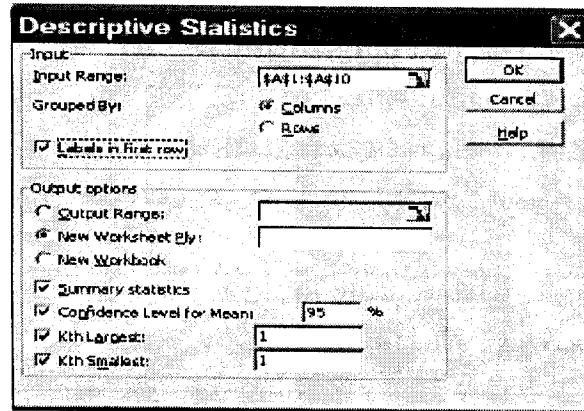 Descriptive Statistics
Input
Input Range: $A$1:$A$10
OK
Grouped By: Columns
Cancel
Rows
Help
Labels in first row
Output options
Output Range:
New Worksheet Ply:
New Workbook
Summary statistics
Confidence Level for Mean: 95 %
Kth Largest: 1
Kth Smallest: 1